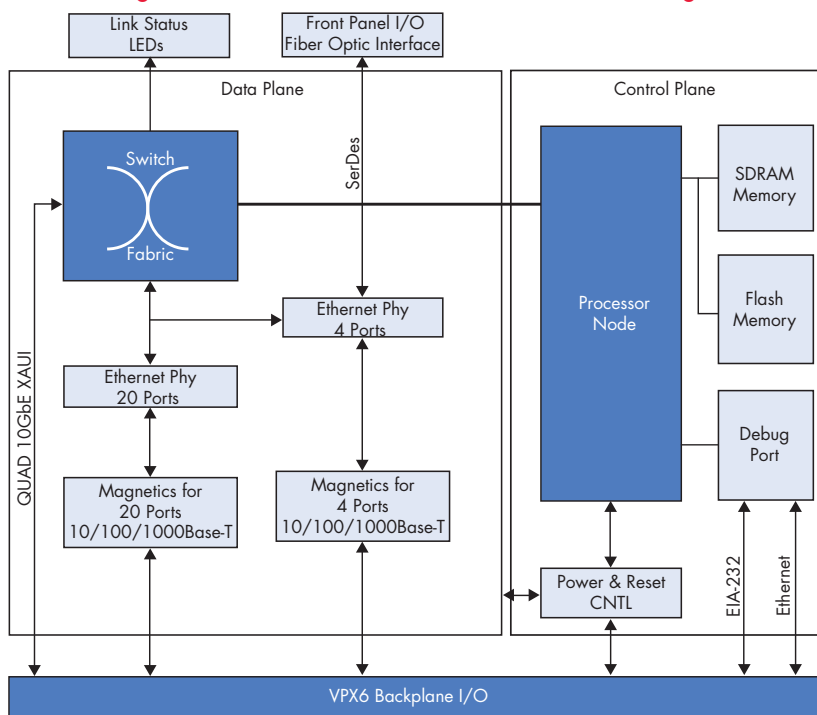 Link Status
LEDs
Front Panel I/O
Fiber Optic Interface
Data Plane
Control Plane
Switch
Fabric
SerDes
SDRAM
Memory
Processor
Node
Flash
Memory
Ethernet Phy
4 Ports
Ethernet Phy
20 Ports
QUAD 10GbE XAUI
Debug
Port
Magnetics for
20 Ports
10/100/1000Base-T
Magnetics for
4 Ports
10/100/1000Base-T
Power & Reset
CNTL
EIA-232
Ethernet
VPX6 Backplane I/O